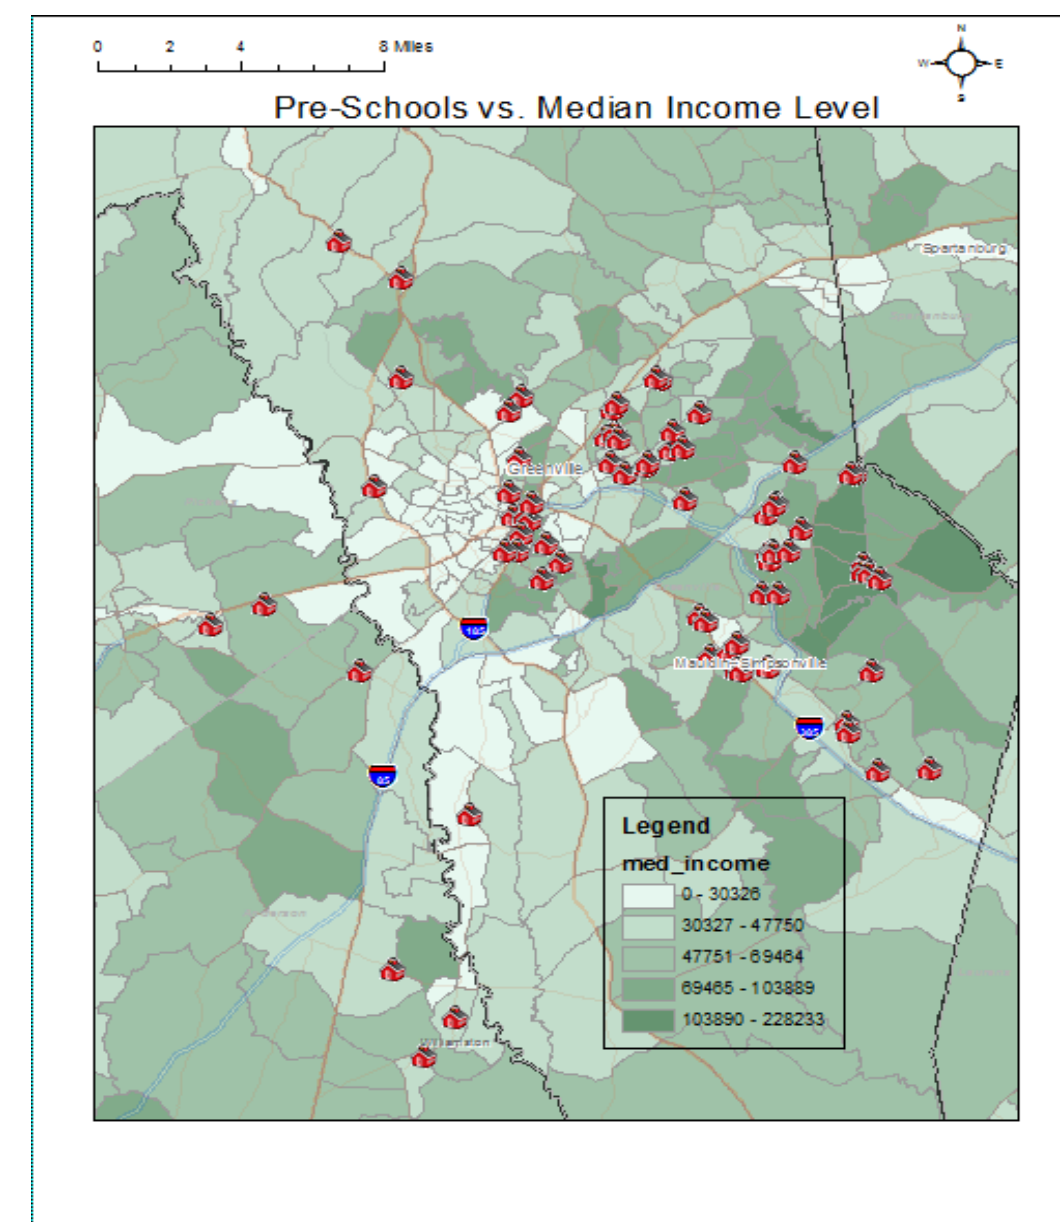 0 2 4 8 Miles
N
W E
S
Pre-Schools vs. Median Income Level
Spartanburg
Greenville
185
Mauldin-Simpsonville
385
85
Legend
med_income
0 - 30326
30327 - 47750
47751 - 69464
69465 - 103889
103890 - 228233
Anderson
Williamston